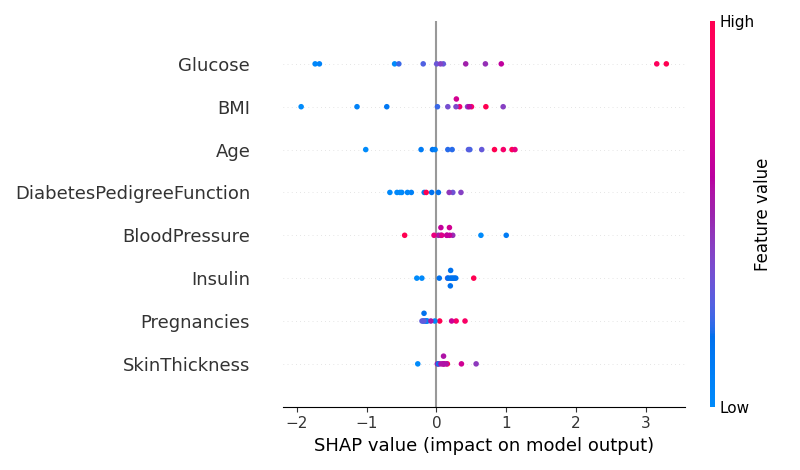 High
Glucose
BMI
Age
DiabetesPedigreeFunction
BloodPressure
Insulin
Pregnancies
SkinThickness
Feature value
Low
−2 −1 0 1 2 3
SHAP value (impact on model output)